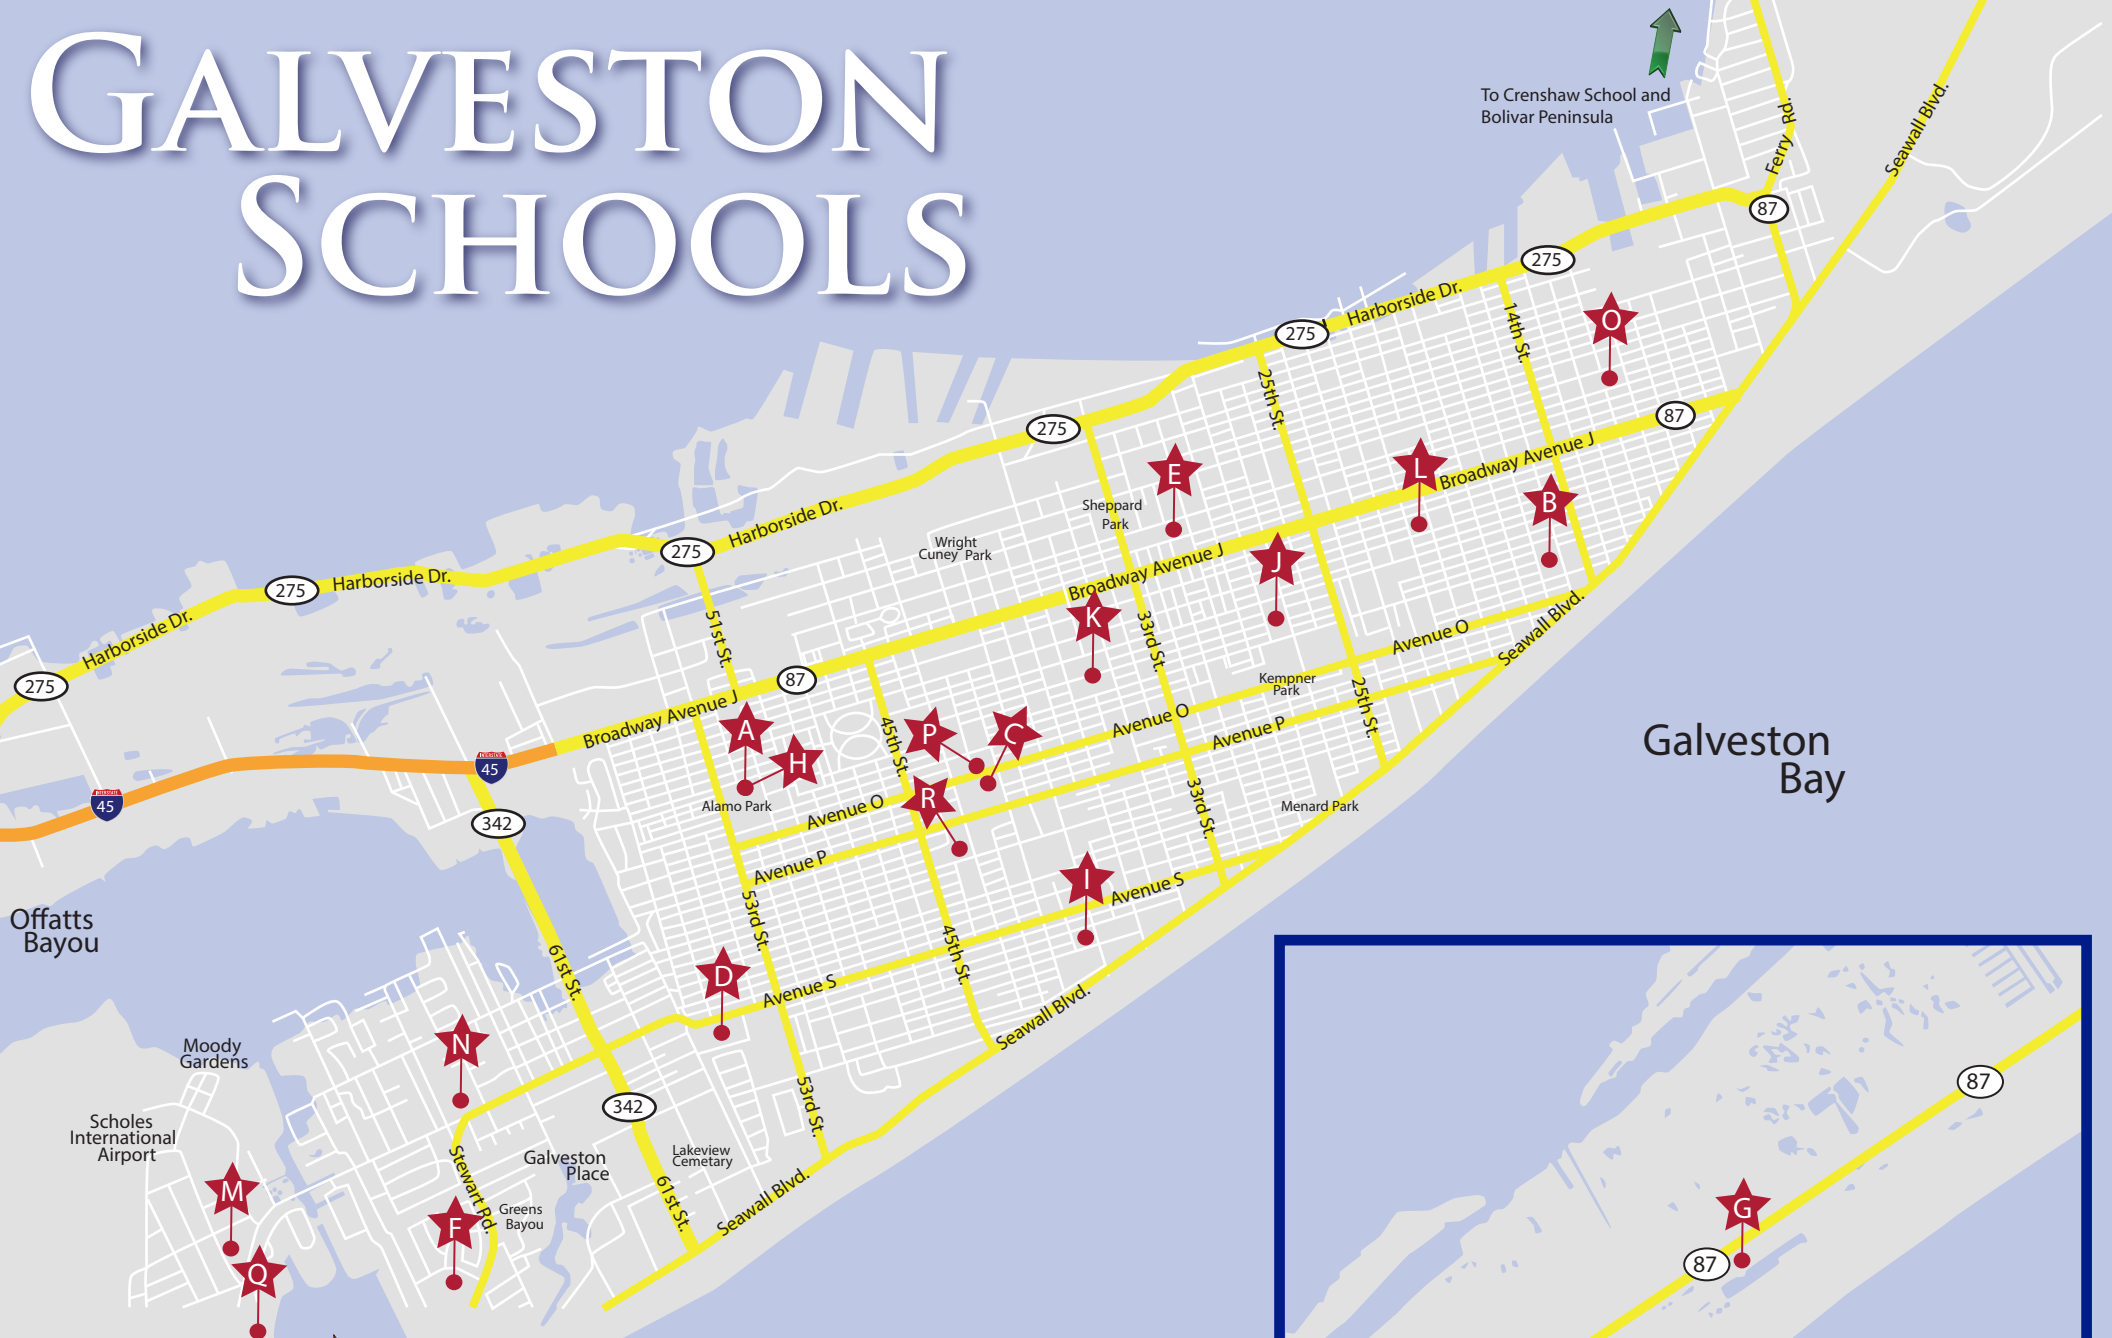 GALVESTON
SCHOOLS
To Crenshaw School and
Bolivar Peninsula
Ferry Rd.
Seawall Blvd.
87
275
Harborside Dr.
275
14th St.
O
25th St.
275
87
E
L
Broadway Avenue J
B
Sheppard
Park
Harborside Dr.
Wright
Cuney Park
275
J
Broadway Avenue J
275
Harborside Dr.
Harborside Dr.
K
33rd St.
51st St.
Avenue O
Seawall Blvd.
275
87
Kempner
Park
25th St.
Broadway Avenue J
A
H
45th St.
P
C
Avenue O
Avenue P
Galveston
Bay
INTERSTATE
45
INTERSTATE
45
342
Alamo Park
Avenue O
R
33rd St.
Menard Park
Avenue P
I
Avenue S
Offatts
Bayou
53rd St.
45th St.
61st St.
D
Avenue S
Seawall Blvd.
Moody
Gardens
N
342
53rd St.
Scholes
International
Airport
Galveston
Place
Lakeview
Cemetary
Stewart Rd.
M
F
Greens
Bayou
61st St.
Seawall Blvd.
Q
87
G
87